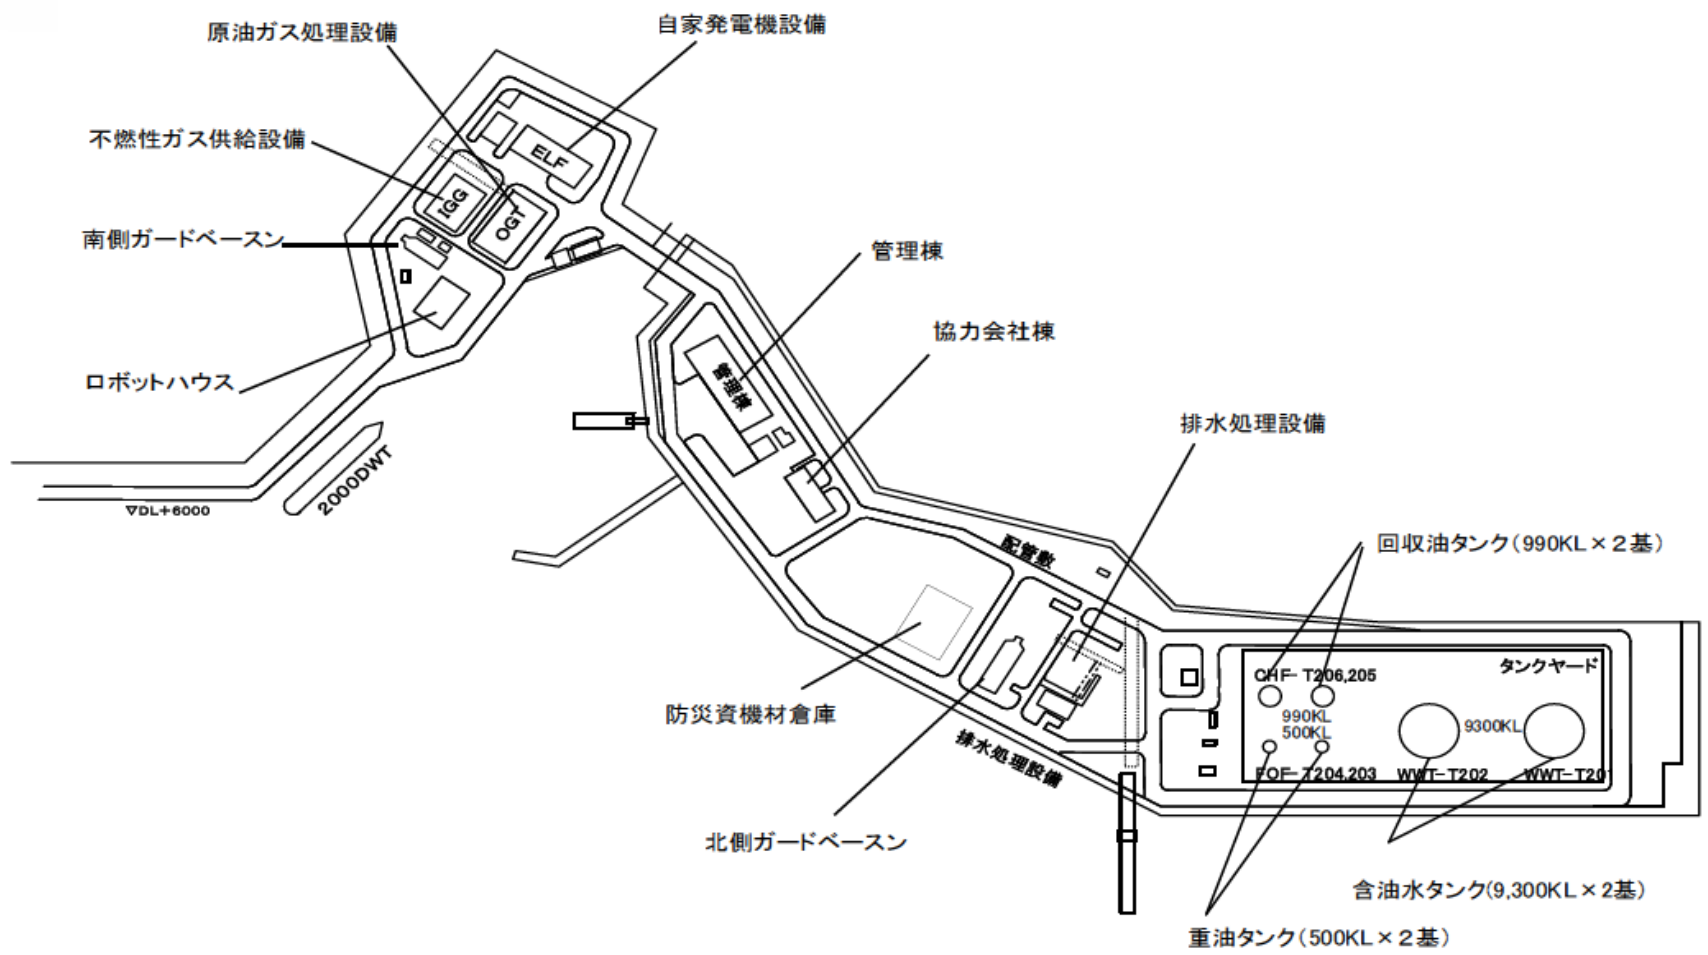 原油ガス処理設備
自家発電機設備
不燃性ガス供給設備
ELF
IGG
OGT
南側ガードベースン
管理棟
協力会社棟
ロボットハウス
管理棟
排水処理設備
2000DWT
▽DL+6000
配管敷
回収油タンク(990KL×2基)
タンクヤード
CHF-T206,205
防災資機材倉庫
990KL
500KL
9300KL
排水処理設備
FOF-T204,203
WWT-T202
WWT-T201
北側ガードベースン
含油水タンク(9,300KL×2基)
重油タンク(500KL×2基)